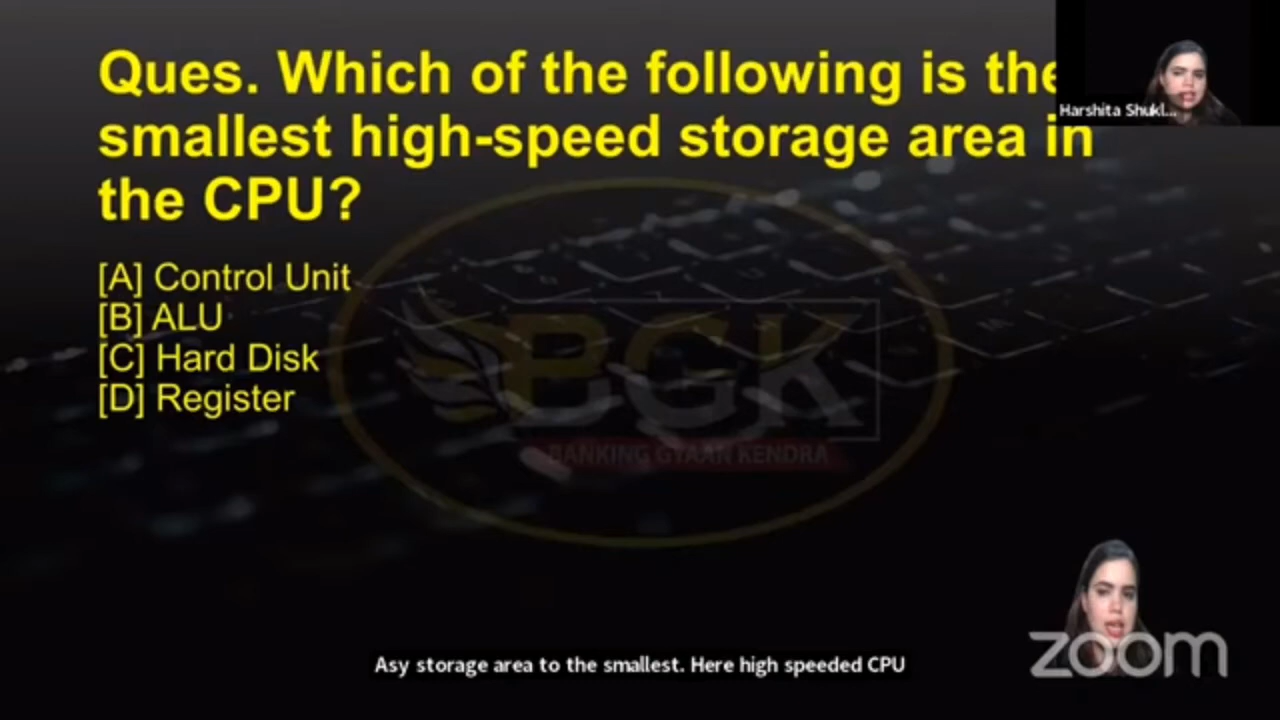 Ques. Which of the following is the
Harshita Shukl...
smallest high-speed storage area in
the CPU?
[A] Control Unit
[B] ALU
[C] Hard Disk
[D] Register
BGK
BANKING GYAAN KENDRA
Asy storage area to the smallest. Here high speeded CPU
zoom